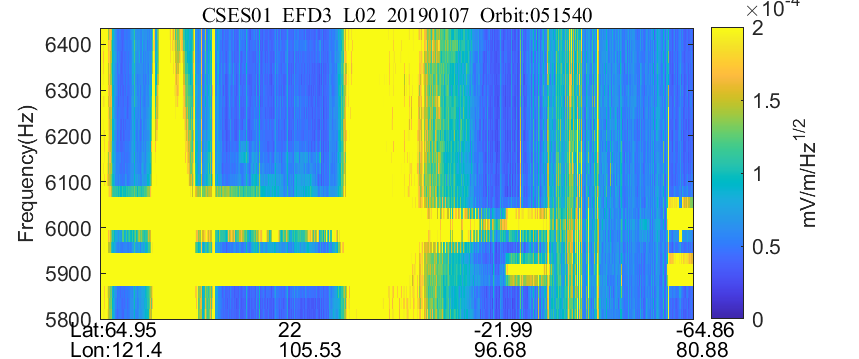 CSES01 EFD3 L02 20190107 Orbit:051540
×10⁻⁴
Frequency(Hz)
6400
6300
6200
6100
6000
5900
5800
2
1.5
1
0.5
0
mV/m/Hz^1/2
Lat:64.95 22 -21.99 -64.86
Lon:121.4 105.53 96.68 80.88